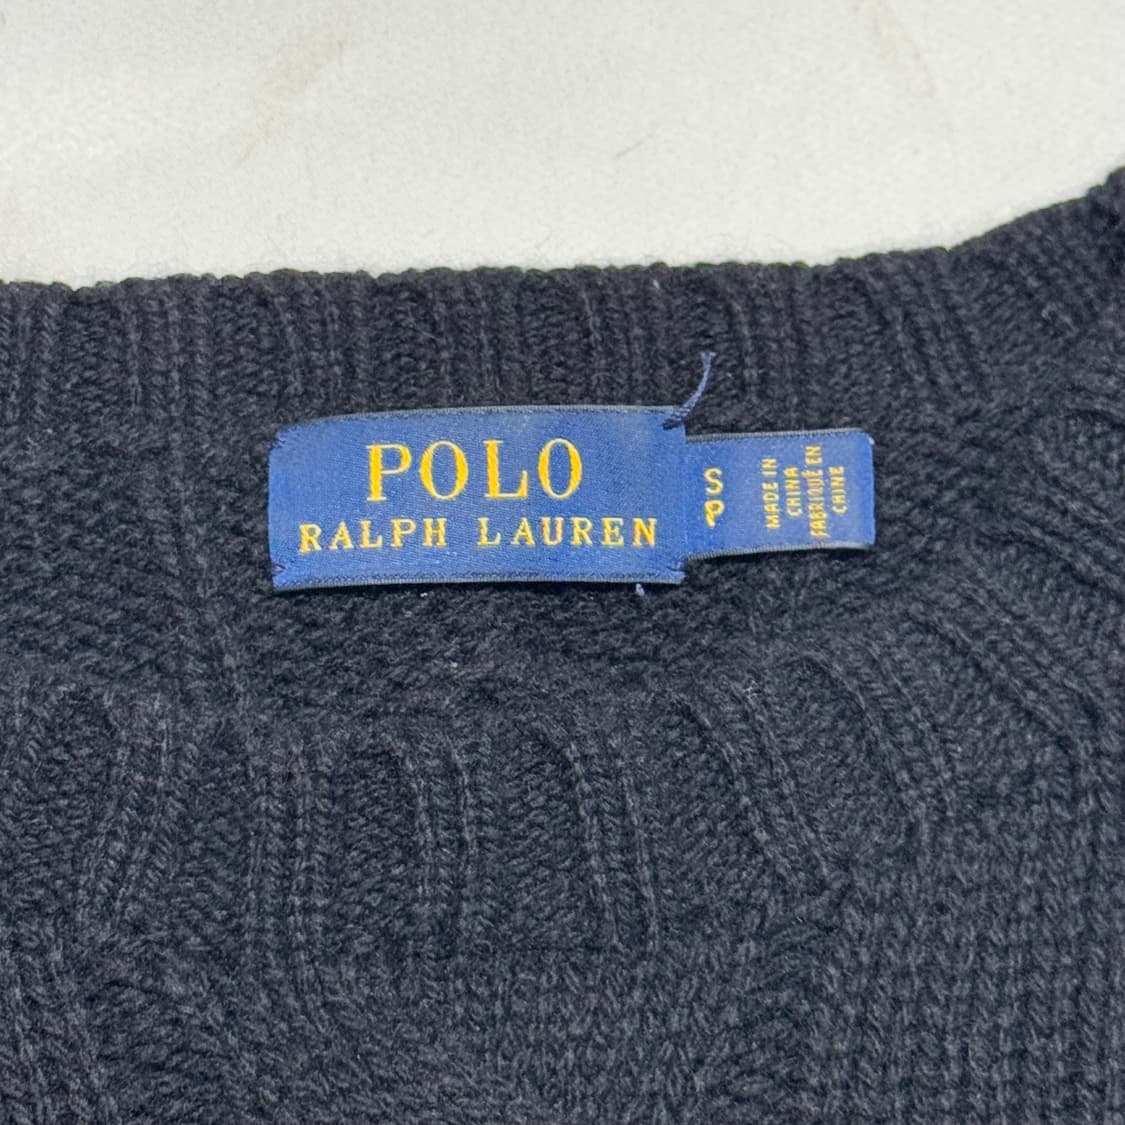 POLO
RALPH LAUREN
S
P
MADE IN
CHINA
FABRIQUÉ EN
CHINE